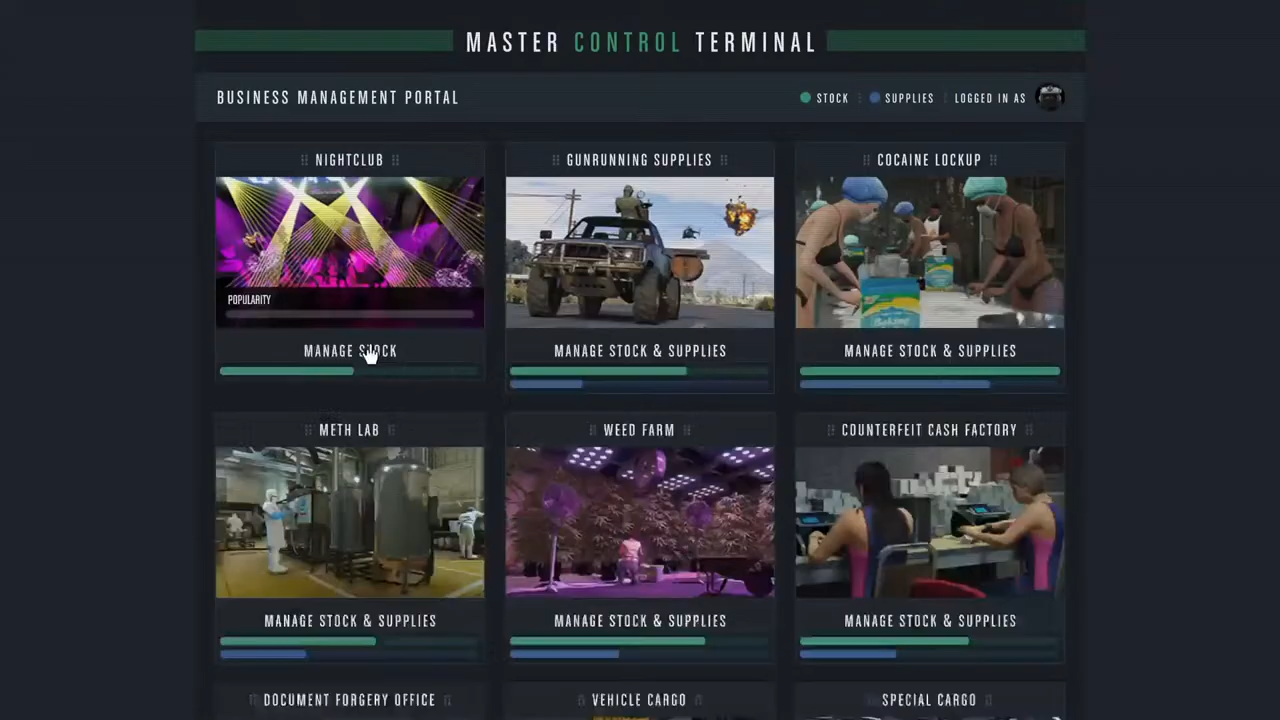 MASTER CONTROL TERMINAL
BUSINESS MANAGEMENT PORTAL
STOCK
SUPPLIES
LOGGED IN AS
NIGHTCLUB
GUNRUNNING SUPPLIES
COCAINE LOCKUP
POPULARITY
Baking
MANAGE STOCK
MANAGE STOCK & SUPPLIES
MANAGE STOCK & SUPPLIES
METH LAB
WEED FARM
COUNTERFEIT CASH FACTORY
MANAGE STOCK & SUPPLIES
MANAGE STOCK & SUPPLIES
MANAGE STOCK & SUPPLIES
DOCUMENT FORGERY OFFICE
VEHICLE CARGO
SPECIAL CARGO